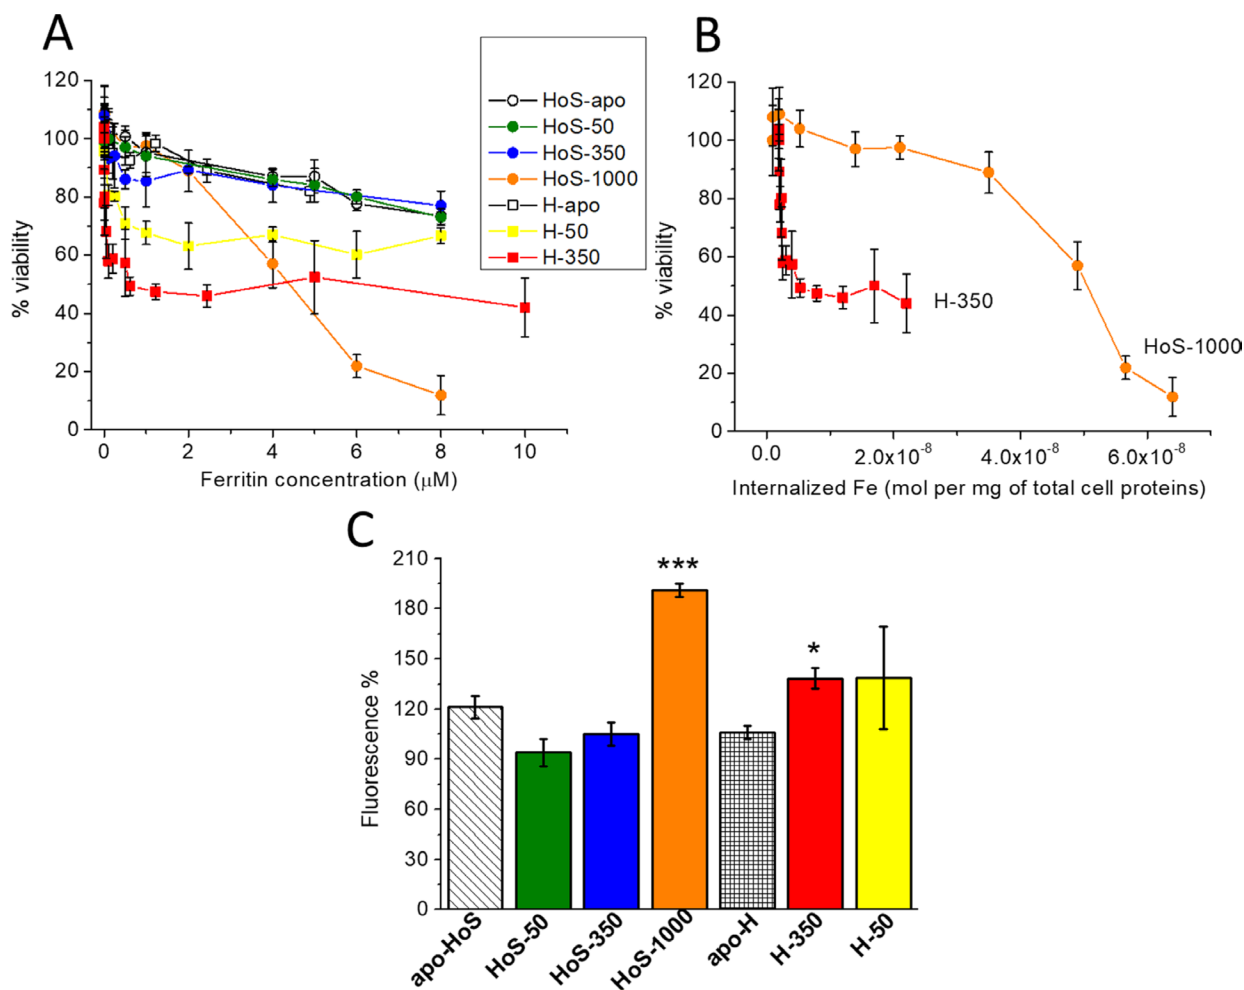 A
120
100
80
60
40
20
0
% viability
0
2
4
6
8
10
Ferritin concentration (μM)
HoS-apo
HoS-50
HoS-350
HoS-1000
H-apo
H-50
H-350
B
120
100
80
60
40
20
0
% viability
H-350
HoS-1000
0.0
2.0x10⁻⁸
4.0x10⁻⁸
6.0x10⁻⁸
Internalized Fe (mol per mg of total cell proteins)
C
210
180
150
120
90
60
30
0
Fluorescence %
***
*
apo-HoS
HoS-50
HoS-350
HoS-1000
apo-H
H-350
H-50